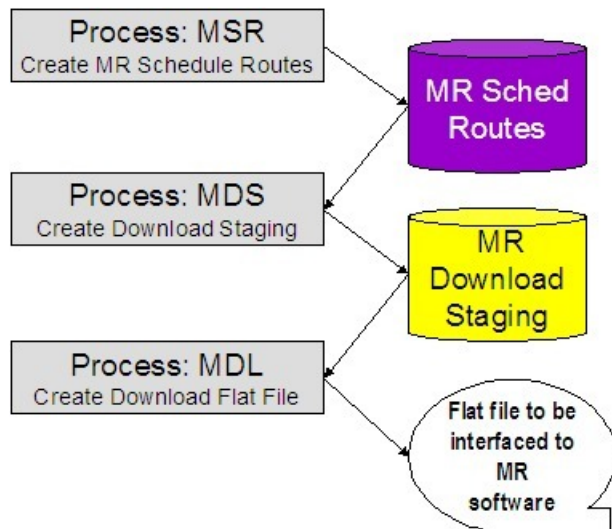 Process: MSR
Create MR Schedule Routes
MR Sched
Routes
Process: MDS
Create Download Staging
MR
Download
Staging
Process: MDL
Create Download Flat File
Flat file to be
interfaced to
MR
software